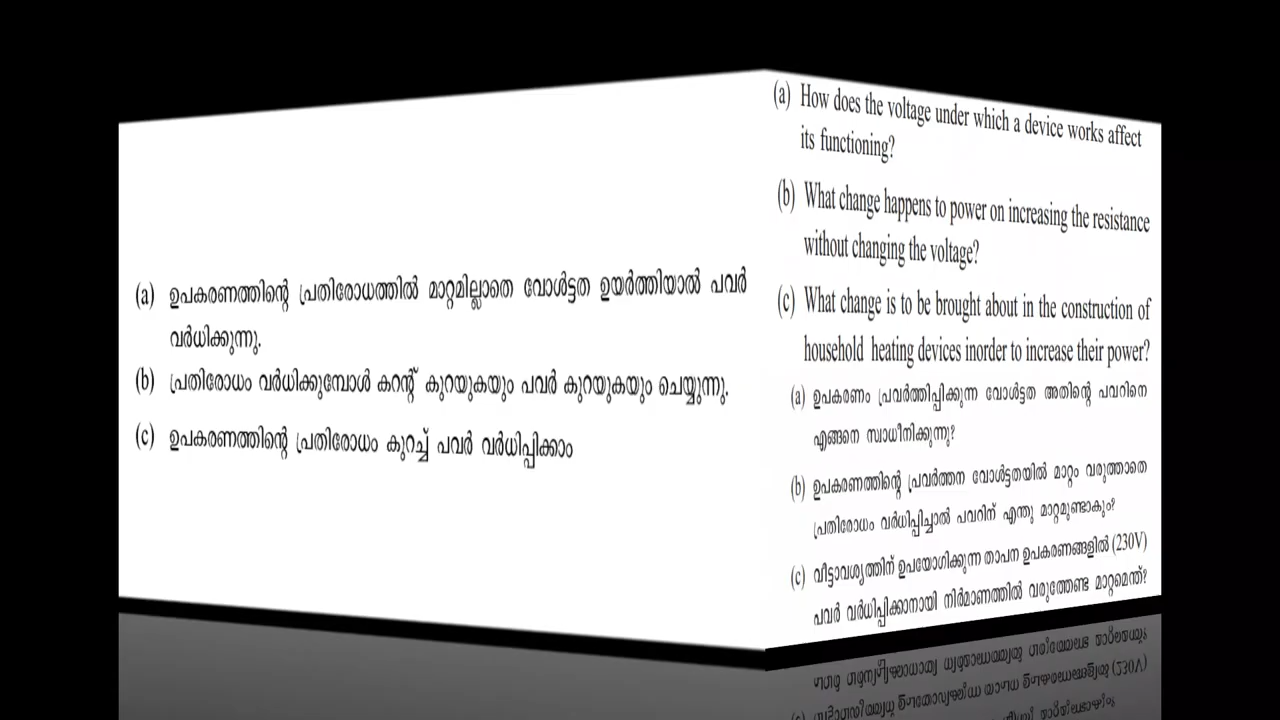 (a) ഉപകരണത്തിന്റെ പ്രതിരോധത്തിൽ മാറ്റമില്ലാതെ വോൾട്ടത ഉയർത്തിയാൽ പവർ
വർധിക്കുന്നു.
(b) പ്രതിരോധം വർധിക്കുമ്പോൾ കറന്റ് കുറയുകയും പവർ കുറയുകയും ചെയ്യുന്നു.
(c) ഉപകരണത്തിന്റെ പ്രതിരോധം കുറച്ച് പവർ വർധിപ്പിക്കാം
(a) How does the voltage under which a device works affect
its functioning?
(b) What change happens to power on increasing the resistance
without changing the voltage?
(c) What change is to be brought about in the construction of
household heating devices inorder to increase their power?
(a) ഉപകരണം പ്രവർത്തിപ്പിക്കുന്ന വോൾട്ടത അതിന്റെ പവറിനെ
എങ്ങനെ സ്വാധീനിക്കുന്നു?
(b) ഉപകരണത്തിന്റെ പ്രവർത്തന വോൾട്ടതയിൽ മാറ്റം വരുത്താതെ
പ്രതിരോധം വർധിപ്പിച്ചാൽ പവറിന് എന്തു മാറ്റമുണ്ടാകും?
(c) വീട്ടാവശ്യത്തിന് ഉപയോഗിക്കുന്ന താപന ഉപകരണങ്ങളിൽ (230V)
പവർ വർധിപ്പിക്കാനായി നിർമാണത്തിൽ വരുത്തേണ്ട മാറ്റമെന്ത്?